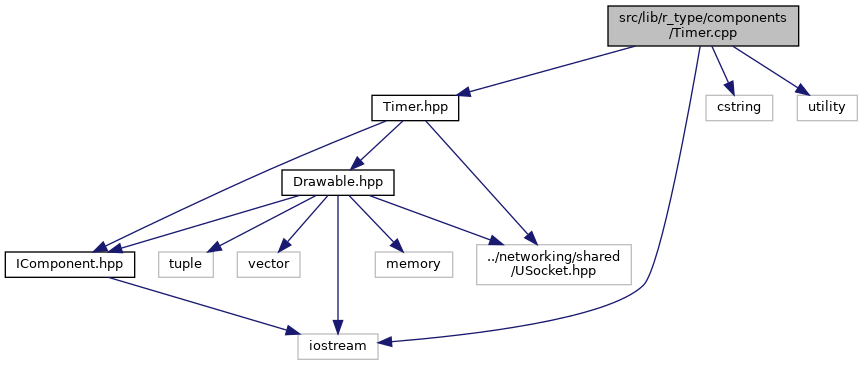 src/lib/r_type/components
/Timer.cpp
Timer.hpp
cstring
utility
Drawable.hpp
IComponent.hpp
tuple
vector
memory
../networking/shared
/USocket.hpp
iostream